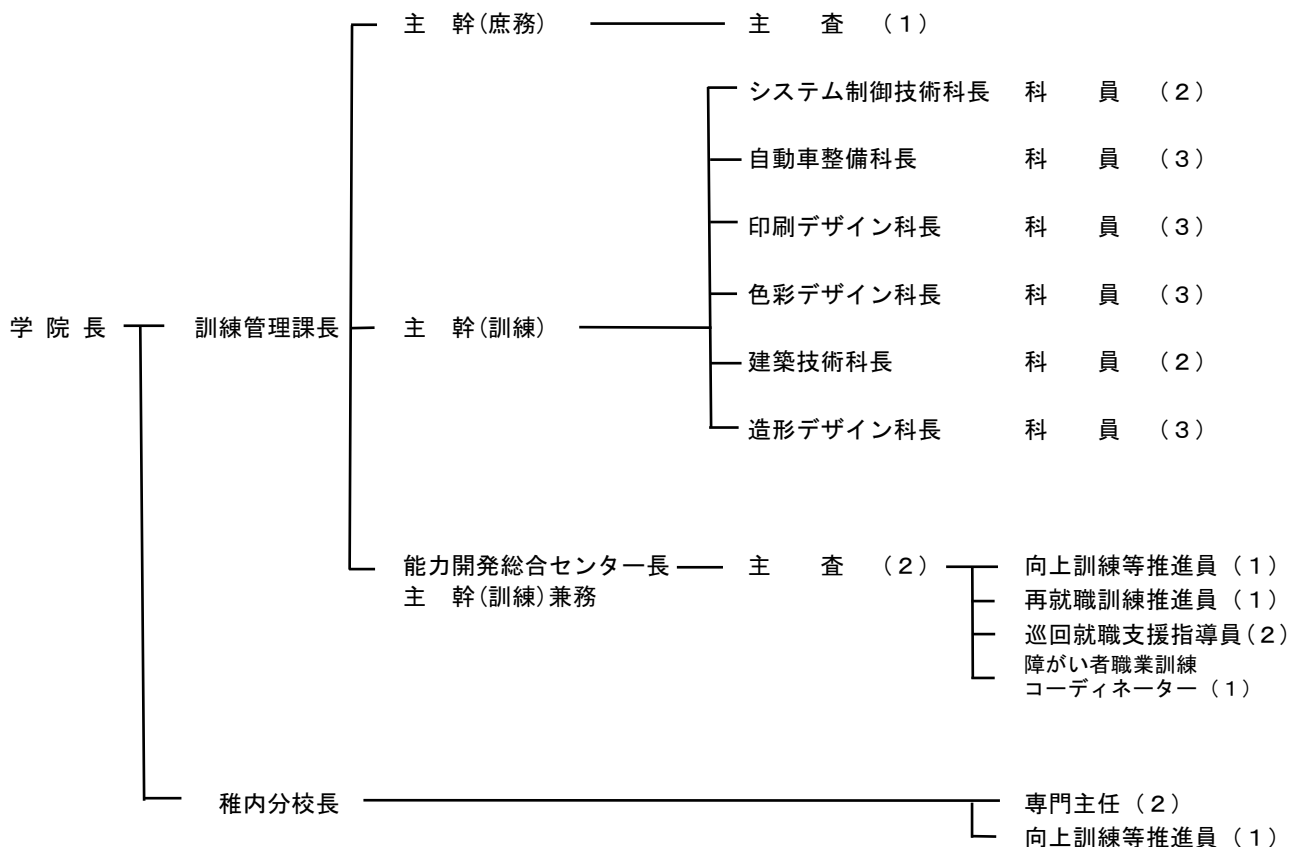 主　幹(庶務)　主　査　(１)
システム制御技術科長　科　員　(２)
自動車整備科長　科　員　(３)
印刷デザイン科長　科　員　(３)
色彩デザイン科長　科　員　(３)
学 院 長　訓練管理課長　主　幹(訓練)
建築技術科長　科　員　(２)
造形デザイン科長　科　員　(３)
能力開発総合センター長　主　査　(２)　向上訓練等推進員(１)
主　幹(訓練)兼務　再就職訓練推進員(１)
巡回就職支援指導員(２)
障がい者職業訓練
コーディネーター(１)
稚内分校長　専門主任(２)
向上訓練等推進員(１)